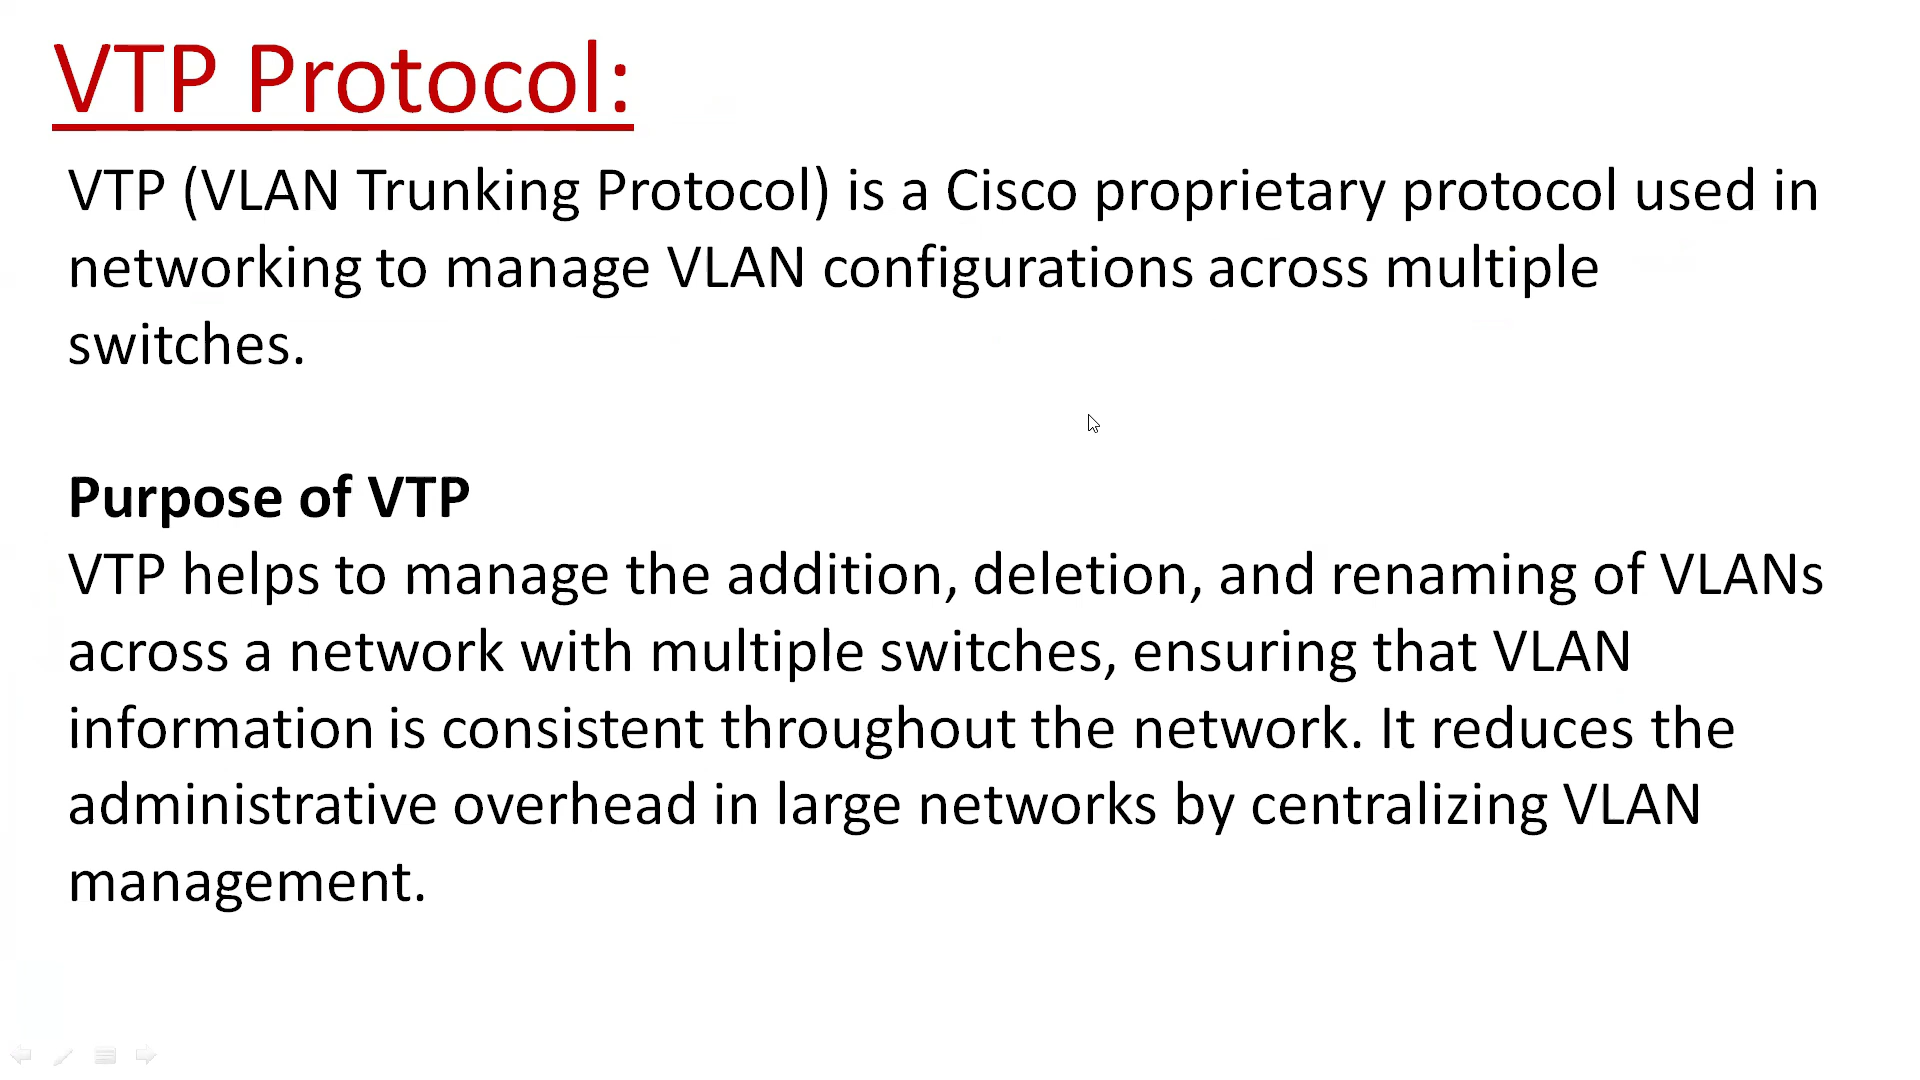 VTP Protocol:
VTP (VLAN Trunking Protocol) is a Cisco proprietary protocol used in
networking to manage VLAN configurations across multiple
switches.
Purpose of VTP
VTP helps to manage the addition, deletion, and renaming of VLANs
across a network with multiple switches, ensuring that VLAN
information is consistent throughout the network. It reduces the
administrative overhead in large networks by centralizing VLAN
management.